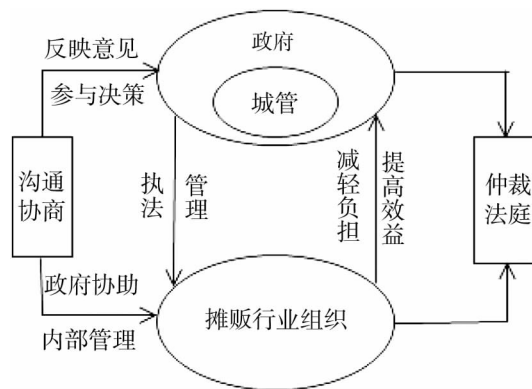 反映意见
参与决策
政府
城管
沟通
协商
执法
管理
减轻负担
提高效益
仲裁
法庭
政府协助
内部管理
摊贩行业组织